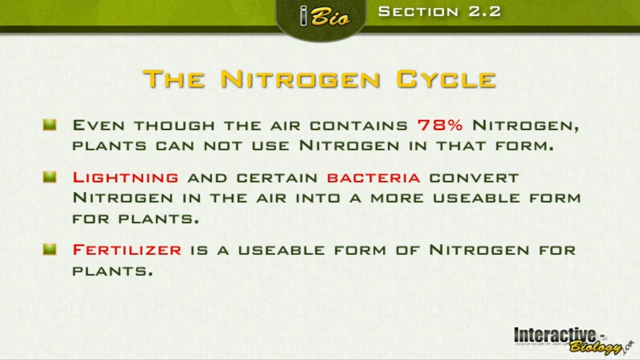 i Bio
Section 2.2
The Nitrogen Cycle
Even though the air contains 78% Nitrogen,
plants can not use Nitrogen in that form.
Lightning and certain bacteria convert
Nitrogen in the air into a more useable form
for plants.
Fertilizer is a useable form of Nitrogen for
plants.
Interactive-
Biology.com